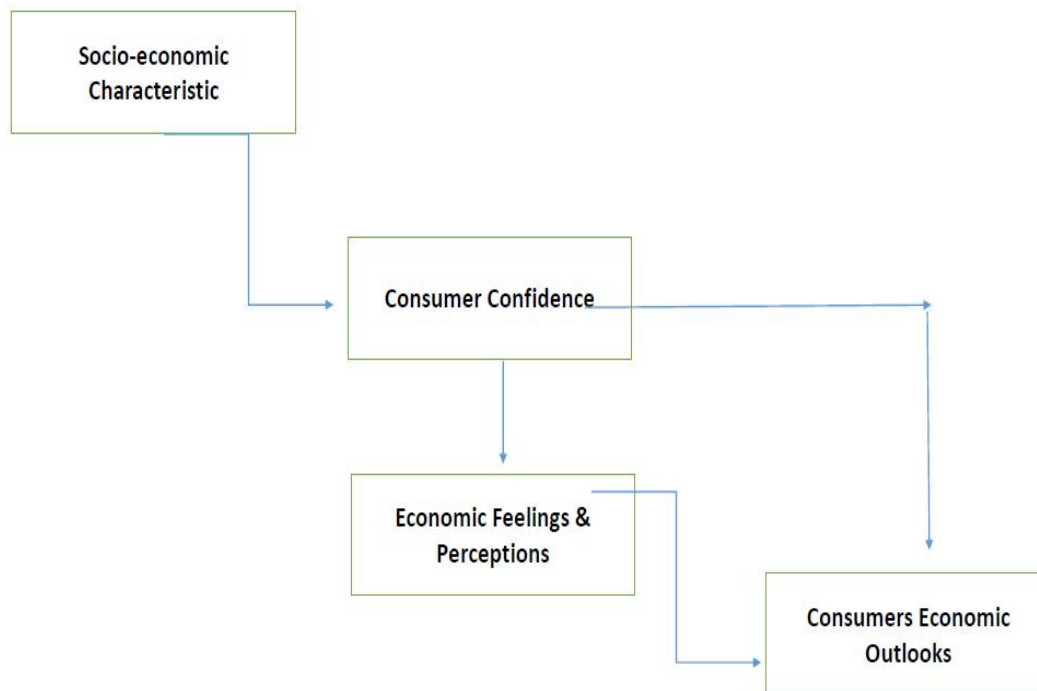 Socio-economic
Characteristic
Consumer Confidence
Economic Feelings &
Perceptions
Consumers Economic
Outlooks